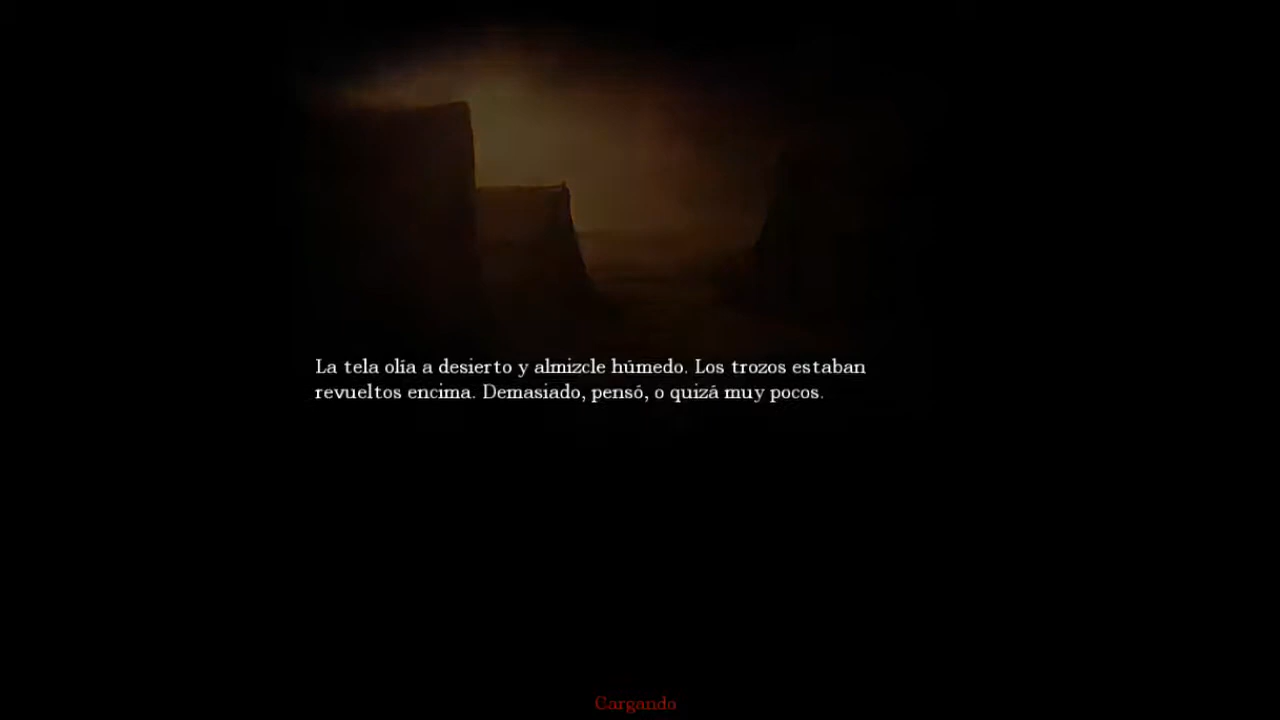 La tela olía a desierto y almizcle húmedo. Los trozos estaban
revueltos encima. Demasiado, pensó, o quizá muy pocos.
Cargando